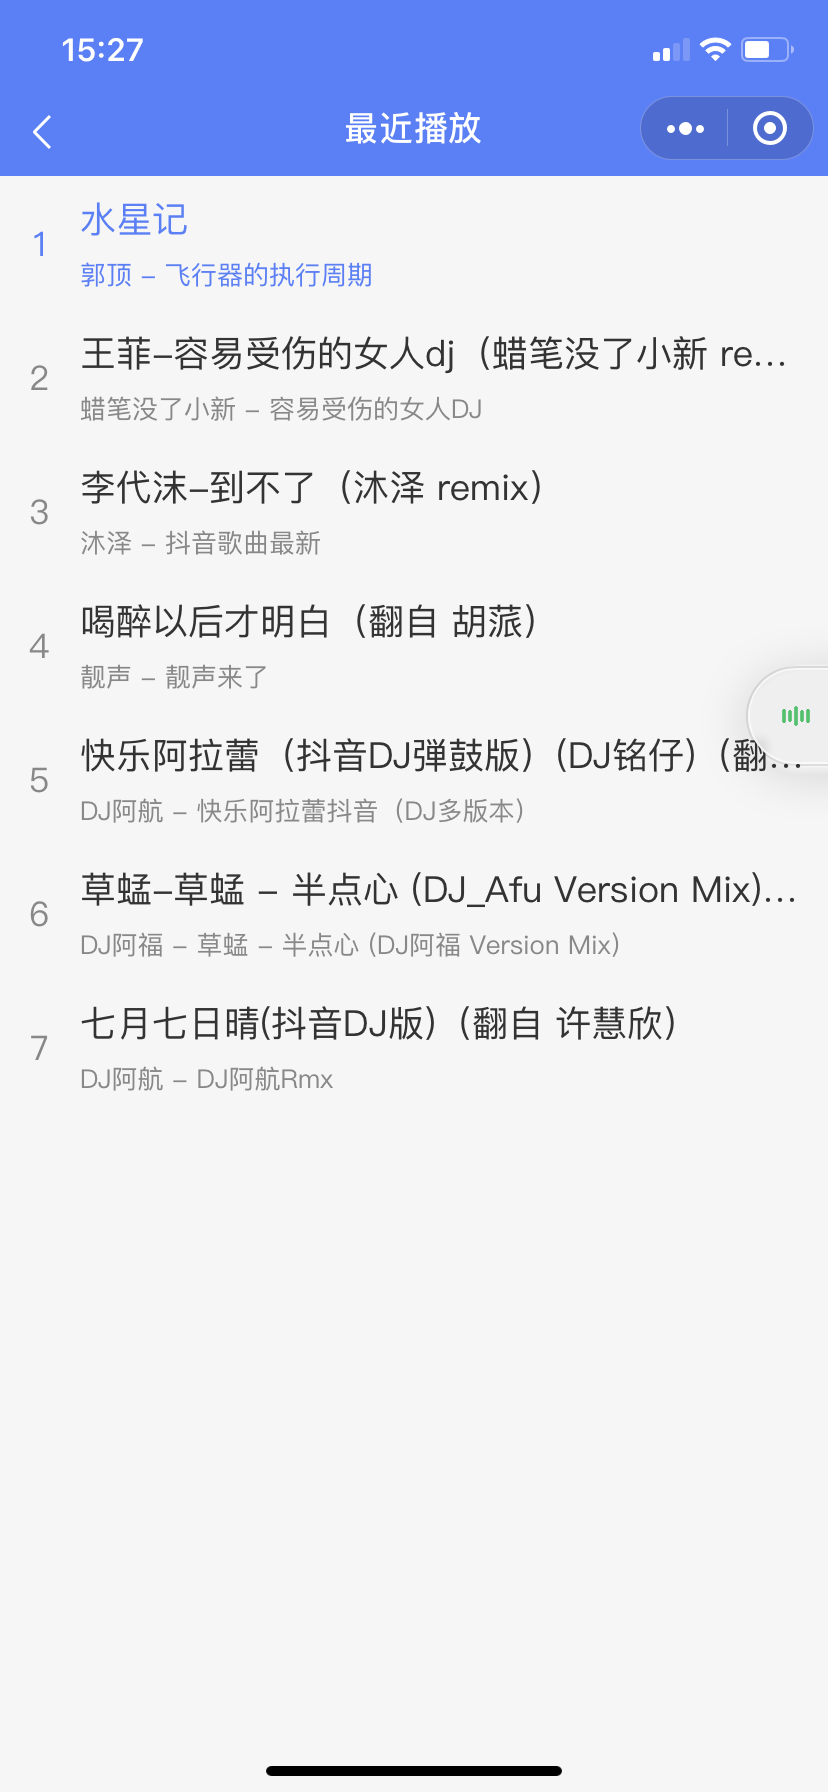 15:27
最近播放
1
水星记
郭顶 – 飞行器的执行周期
2
王菲–容易受伤的女人dj（蜡笔没了小新 re...
蜡笔没了小新 – 容易受伤的女人DJ
3
李代沫–到不了（沐泽 remix）
沐泽 – 抖音歌曲最新
4
喝醉以后才明白（翻自 胡蒎）
靓声 – 靓声来了
5
快乐阿拉蕾（抖音DJ弹鼓版）(DJ铭仔)（翻...
DJ阿航 – 快乐阿拉蕾抖音（DJ多版本）
6
草蜢–草蜢 – 半点心 (DJ_Afu Version Mix)...
DJ阿福 – 草蜢 – 半点心 (DJ阿福 Version Mix)
7
七月七日晴(抖音DJ版)（翻自 许慧欣）
DJ阿航 – DJ阿航Rmx